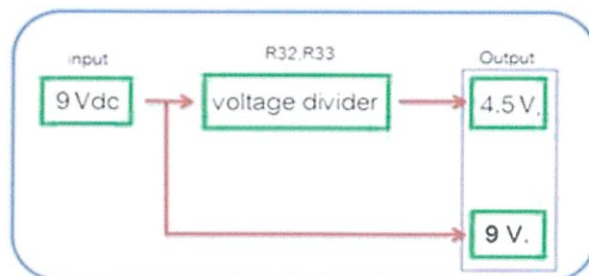 input
R32,R33
Output
9 Vdc
voltage divider
4.5 V.
9 V.